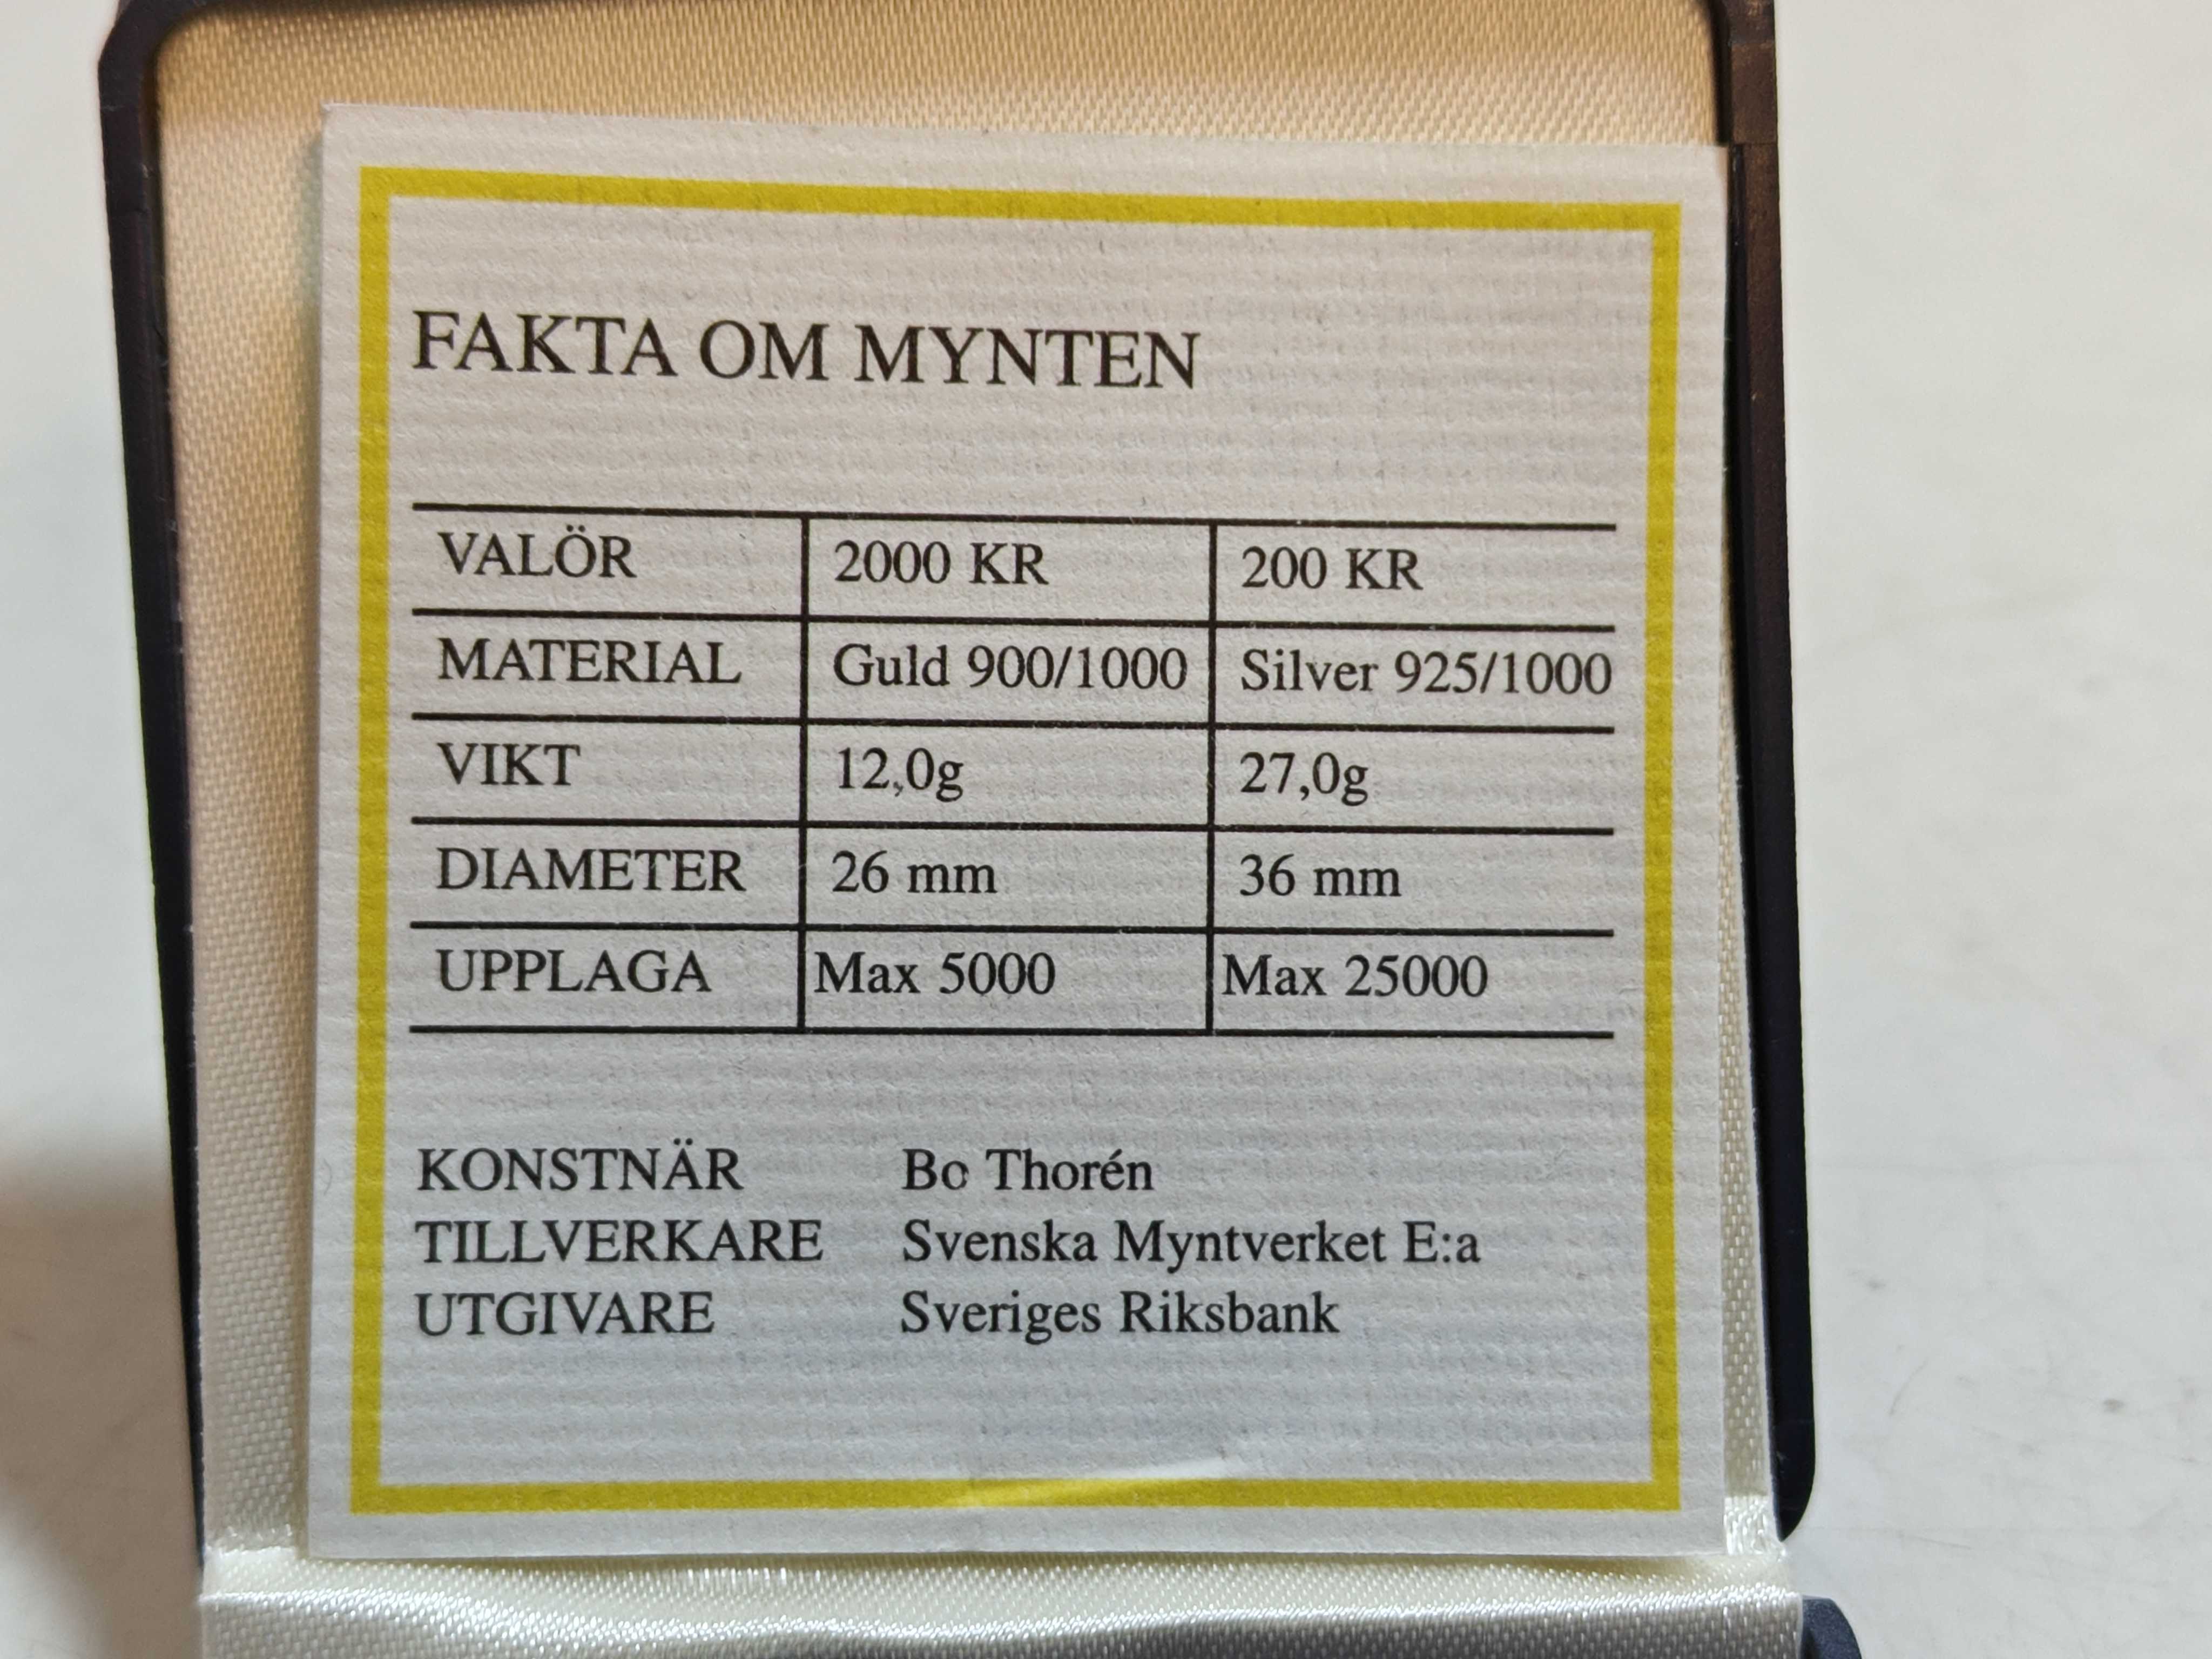 FAKTA OM MYNTEN
VALÖR 2000 KR 200 KR
MATERIAL Guld 900/1000 Silver 925/1000
VIKT 12,0g 27,0g
DIAMETER 26 mm 36 mm
UPPLAGA Max 5000 Max 25000
KONSTNÄR Bo Thorén
TILLVERKARE Svenska Myntverket E:a
UTGIVARE Sveriges Riksbank